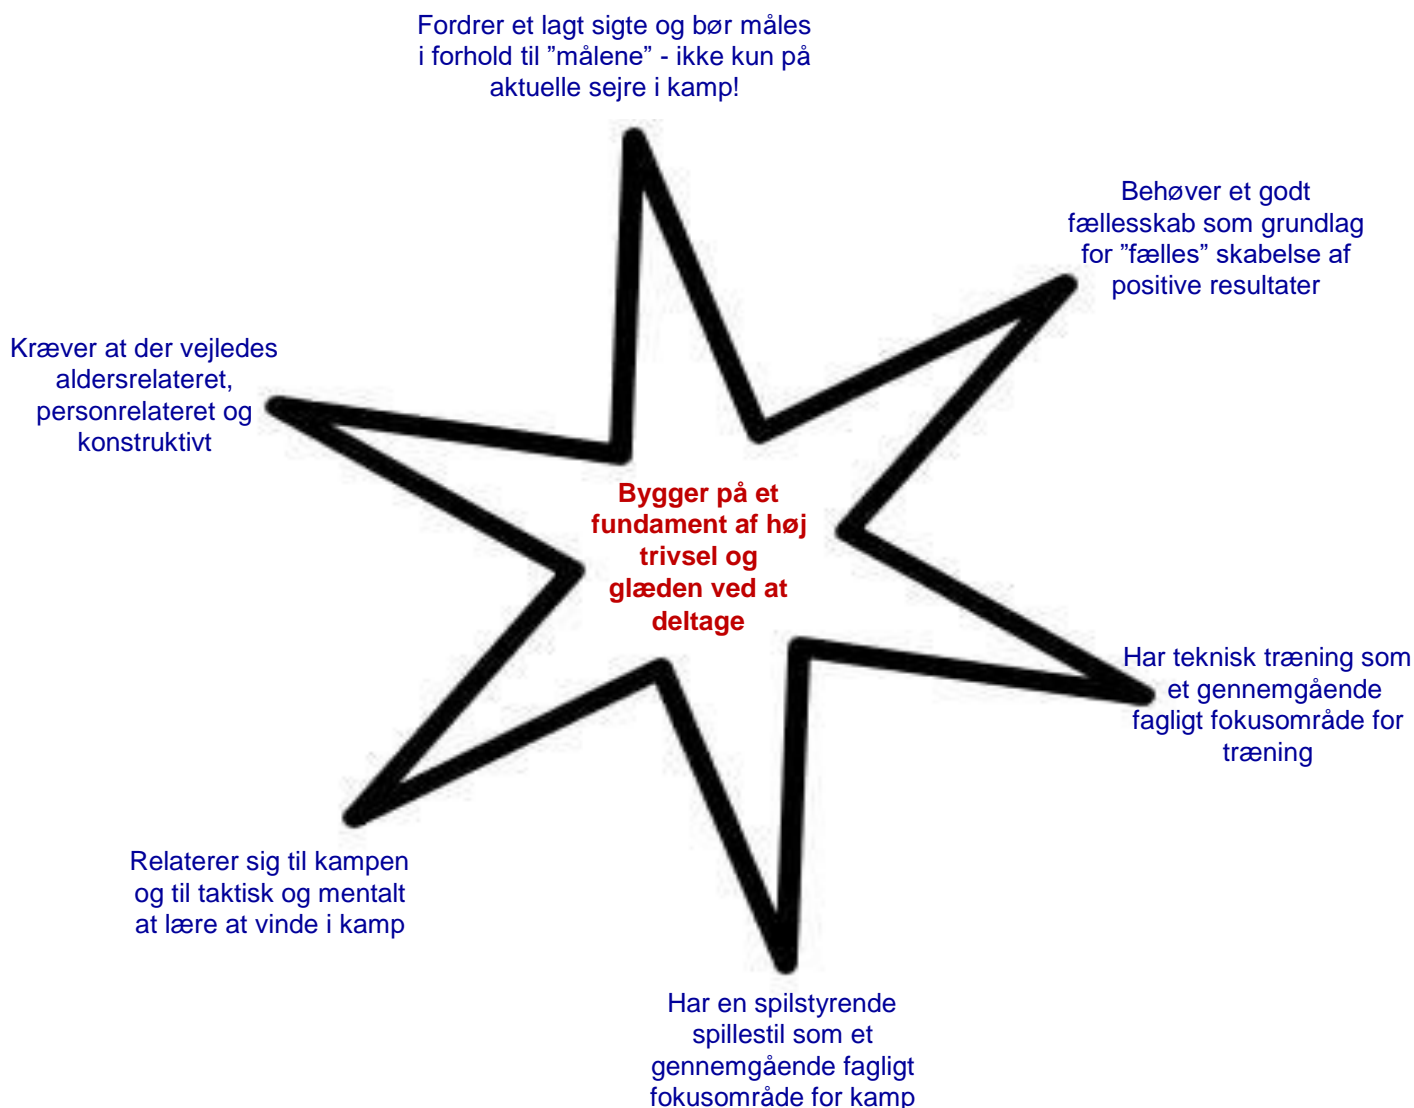 Fordrer et lagt sigte og bør måles
i forhold til ”målene” - ikke kun på
aktuelle sejre i kamp!
Behøver et godt
fællesskab som grundlag
for ”fælles” skabelse af
positive resultater
Kræver at der vejledes
aldersrelateret,
personrelateret og
konstruktivt
Bygger på et
fundament af høj
trivsel og
glæden ved at
deltage
Har teknisk træning som
et gennemgående
fagligt fokusområde for
træning
Relaterer sig til kampen
og til taktisk og mentalt
at lære at vinde i kamp
Har en spilstyrende
spillestil som et
gennemgående fagligt
fokusområde for kamp